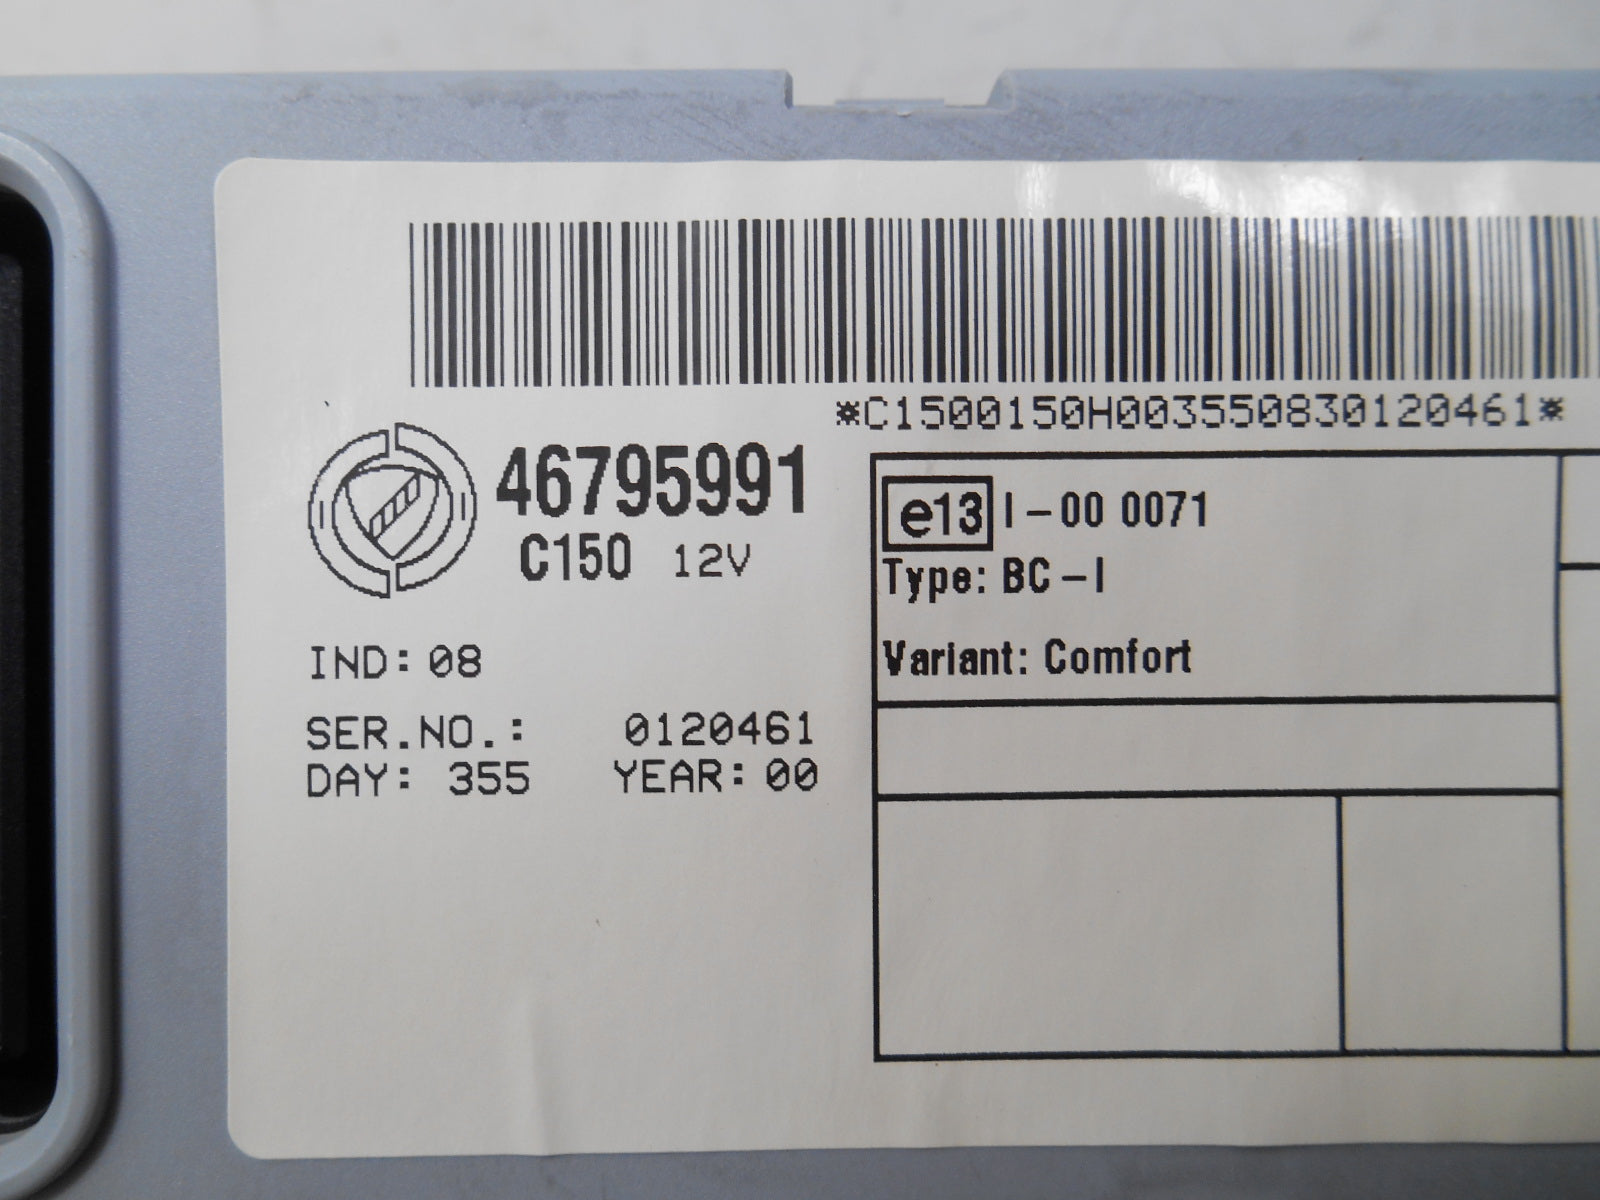 *C1500150H003550830120461*
46795991
C150 12V
e13 I-00 0071
Type: BC-I
Variant: Comfort
IND: 08
SER.NO.: 0120461
DAY: 355 YEAR: 00